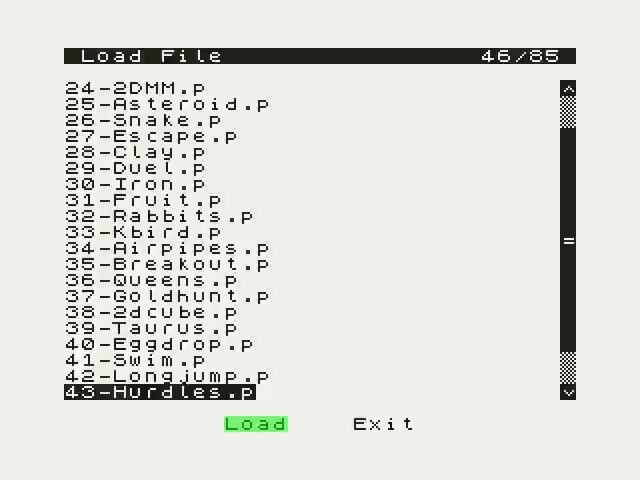 Load File 46/85
24-2DMM.p
25-Asteroid.p
26-Snake.p
27-Escape.p
28-Clay.p
29-Duel.p
30-Iron.p
31-Fruit.p
32-Rabbits.p
33-Kbird.p
34-Airpipes.p
35-Breakout.p
36-Queens.p
37-Goldhunt.p
38-2dcube.p
39-Taurus.p
40-Eggdrop.p
41-Swim.p
42-Longjump.p
43-Hurdles.p
Load Exit